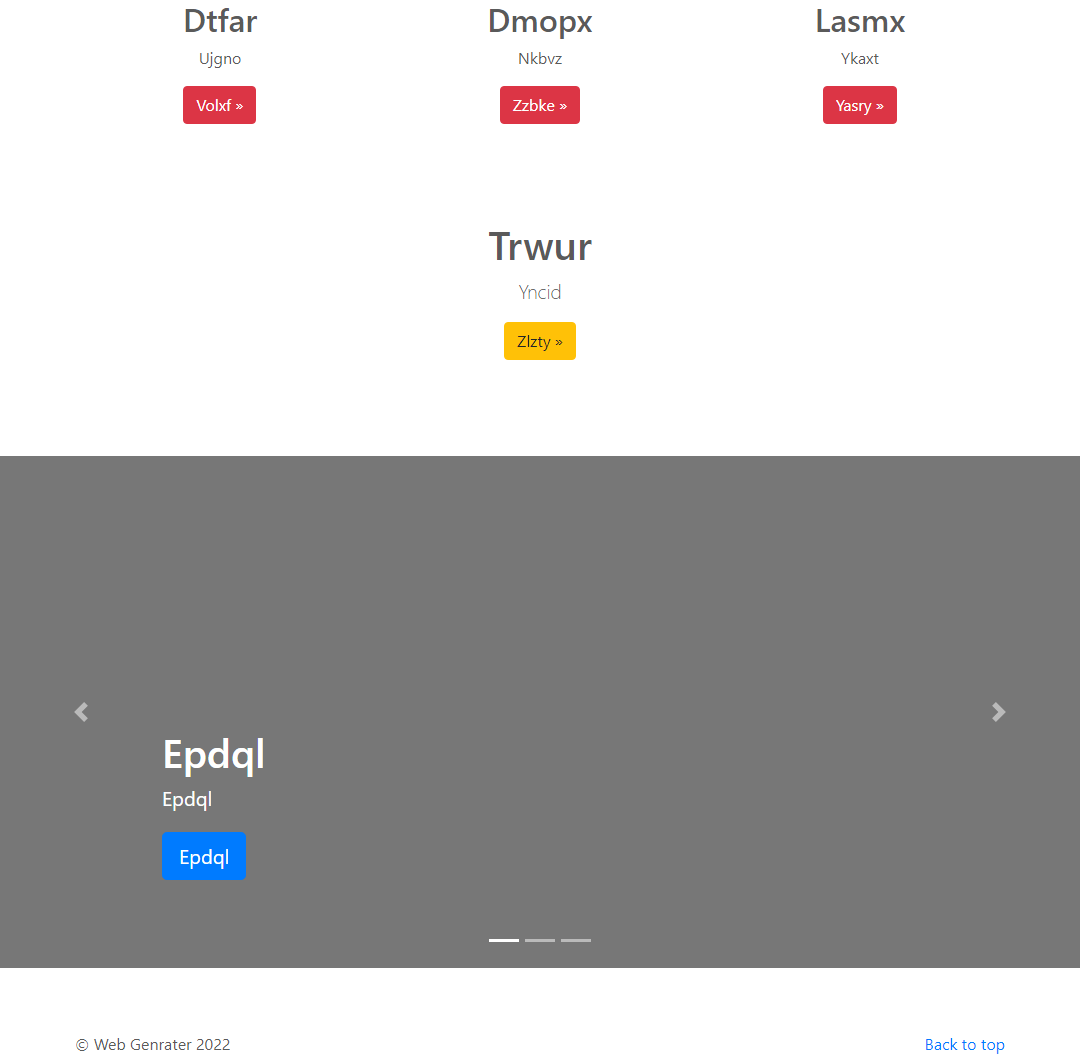 Dtfar Dmopx Lasmx
Ujgno Nkbvz Ykaxt
Volxf » Zzbke » Yasry »
Trwur
Yncid
Zlzty »
Epdql
Epdql
Epdql
© Web Genrater 2022 Back to top